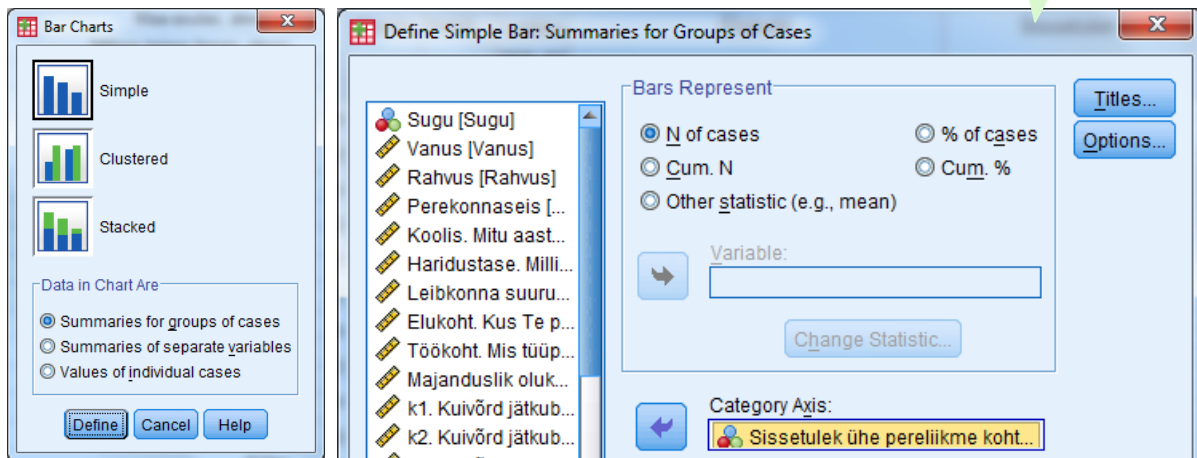 Bar Charts
Simple
Clustered
Stacked
Data in Chart Are
Summaries for groups of cases
Summaries of separate variables
Values of individual cases
Define
Cancel
Help
Define Simple Bar: Summaries for Groups of Cases
Sugu [Sugu]
Vanus [Vanus]
Rahvus [Rahvus]
Perekonnaseis [...
Koolis. Mitu aast...
Haridustase. Milli...
Leibkonna suuru...
Elukoht. Kus Te p...
Töökoht. Mis tüüp...
Majanduslik oluk...
k1. Kuivõrd jätkub...
k2. Kuivõrd jätkub...
Bars Represent
N of cases
% of cases
Cum. N
Cum. %
Other statistic (e.g., mean)
Variable:
Change Statistic...
Category Axis:
Sissetulek ühe pereliikme koht...
Titles...
Options...